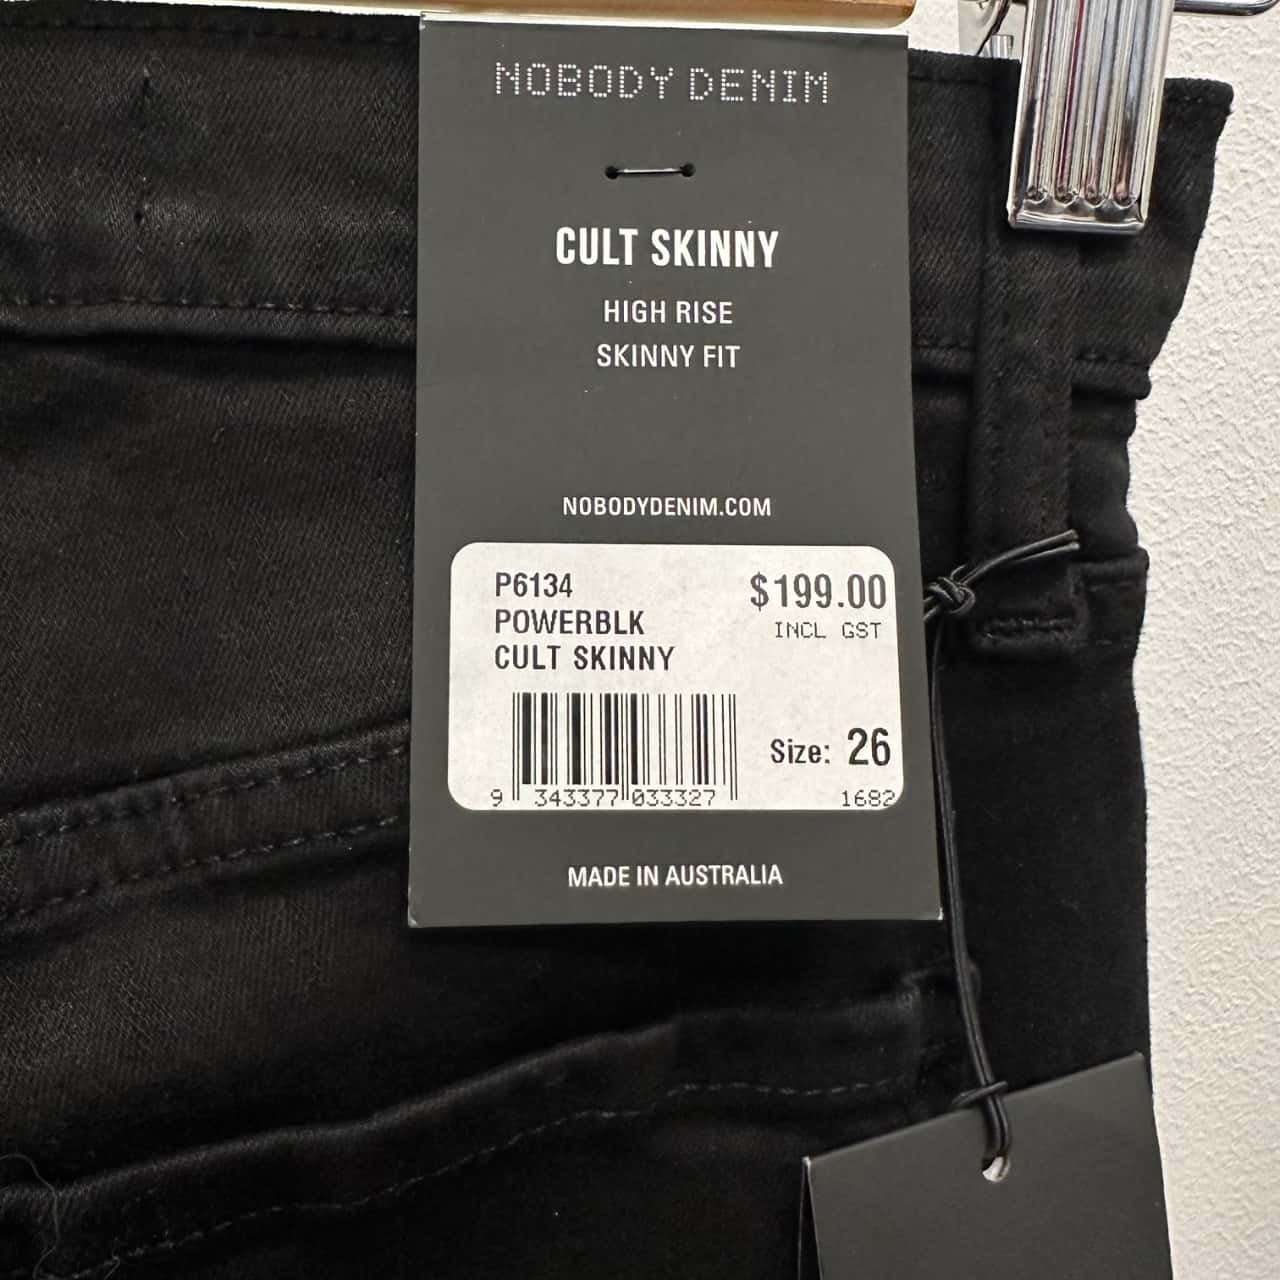 NOBODY DENIM
CULT SKINNY
HIGH RISE
SKINNY FIT
NOBODYDENIM.COM
P6134
POWERBLK
CULT SKINNY
$199.00
INCL GST
Size: 26
9 343377 033327
1682
MADE IN AUSTRALIA